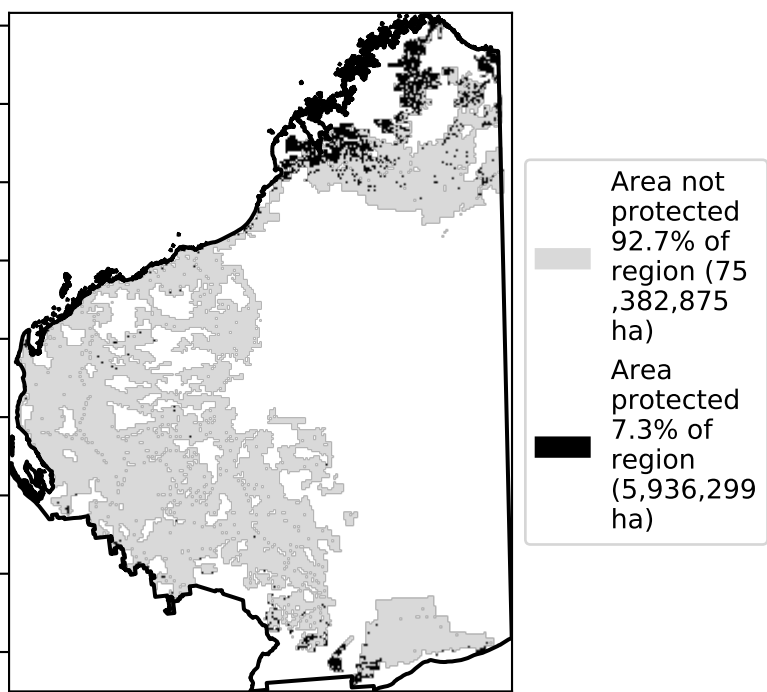 Area not
protected
92.7% of
region (75
,382,875
ha)
Area
protected
7.3% of
region
(5,936,299
ha)